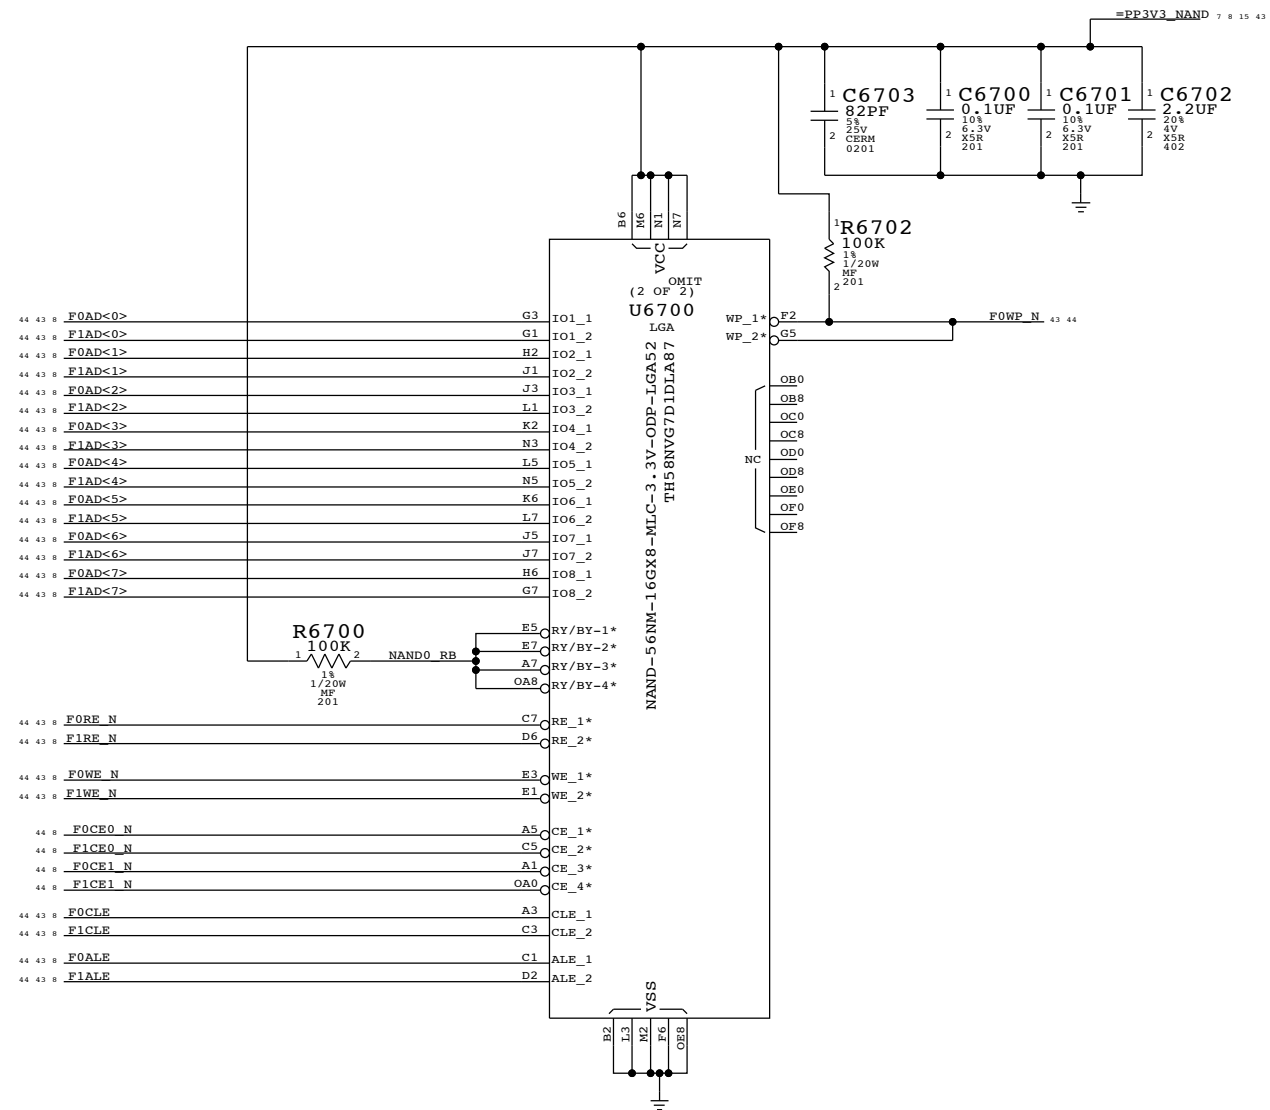 =PP3V3_NAND 7 8 15 43
1 C6703
82PF
5%
25V
2 CERM
0201
1 C6700
0.1UF
10%
6.3V
2 X5R
201
1 C6701
0.1UF
10%
6.3V
2 X5R
201
1 C6702
2.2UF
20%
4V
2 X5R
402
B6
M6
N1
N7
VCC
1 R6702
100K
1%
1/20W
MF
2 201
OMIT
(2 OF 2)
U6700
LGA
NAND-56NM-16GX8-MLC-3.3V-ODP-LGA52
TH58NVG7D1DLA87
44 43 8 F0AD<0> G3 IO1_1
44 43 8 F1AD<0> G1 IO1_2
44 43 8 F0AD<1> H2 IO2_1
44 43 8 F1AD<1> J1 IO2_2
44 43 8 F0AD<2> J3 IO3_1
44 43 8 F1AD<2> L1 IO3_2
44 43 8 F0AD<3> K2 IO4_1
44 43 8 F1AD<3> N3 IO4_2
44 43 8 F0AD<4> L5 IO5_1
44 43 8 F1AD<4> N5 IO5_2
44 43 8 F0AD<5> K6 IO6_1
44 43 8 F1AD<5> L7 IO6_2
44 43 8 F0AD<6> J5 IO7_1
44 43 8 F1AD<6> J7 IO7_2
44 43 8 F0AD<7> H6 IO8_1
44 43 8 F1AD<7> G7 IO8_2
WP_1* F2 F0WP_N 43 44
WP_2* G5
NC
OB0
OB8
OC0
OC8
OD0
OD8
OE0
OF0
OF8
R6700
1 100K 2
1%
1/20W
MF
201
NAND0_RB
E5 RY/BY-1*
E7 RY/BY-2*
A7 RY/BY-3*
OA8 RY/BY-4*
44 43 8 F0RE_N C7 RE_1*
44 43 8 F1RE_N D6 RE_2*
44 43 8 F0WE_N E3 WE_1*
44 43 8 F1WE_N E1 WE_2*
44 8 F0CE0_N A5 CE_1*
44 8 F1CE0_N C5 CE_2*
44 8 F0CE1_N A1 CE_3*
44 8 F1CE1_N OA0 CE_4*
44 43 8 F0CLE A3 CLE_1
44 43 8 F1CLE C3 CLE_2
44 43 8 F0ALE C1 ALE_1
44 43 8 F1ALE D2 ALE_2
VSS
B2
L3
M2
F6
OE8